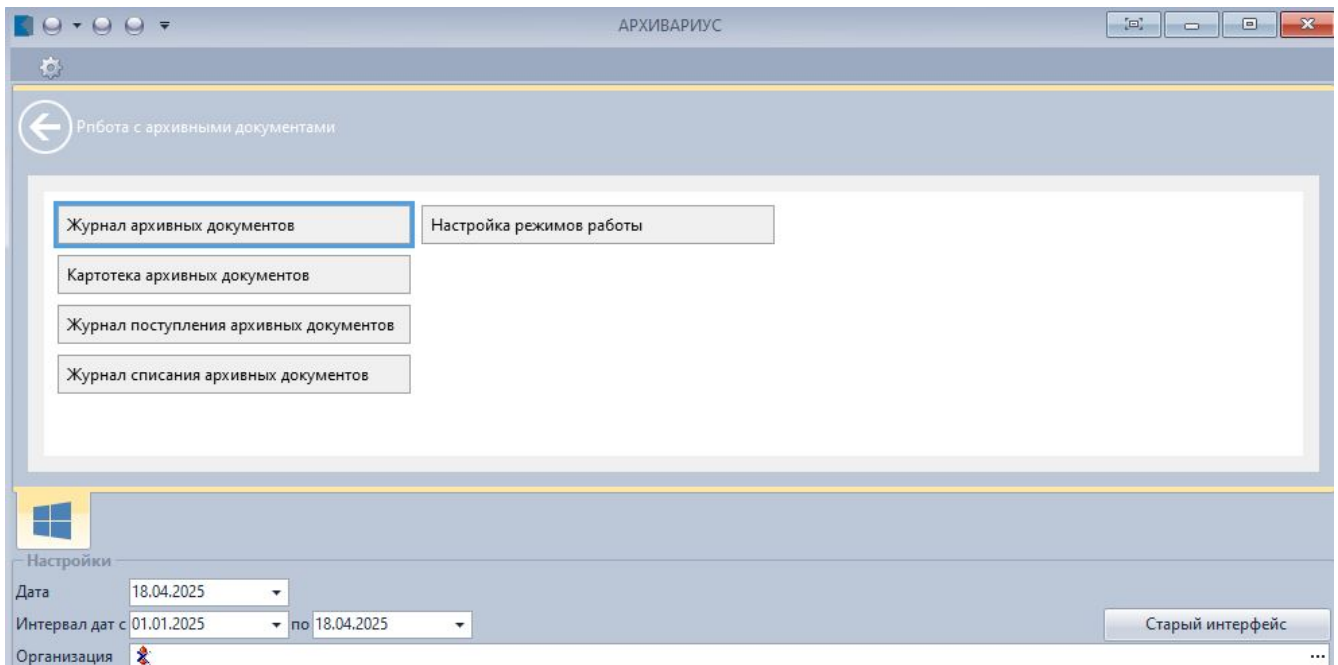 АРХИВАРИУС
Рпбота с архивными документами
Журнал архивных документов Настройка режимов работы
Картотека архивных документов
Журнал поступления архивных документов
Журнал списания архивных документов
Настройки
Дата 18.04.2025
Интервал дат с 01.01.2025 по 18.04.2025 Старый интерфейс
Организация ...